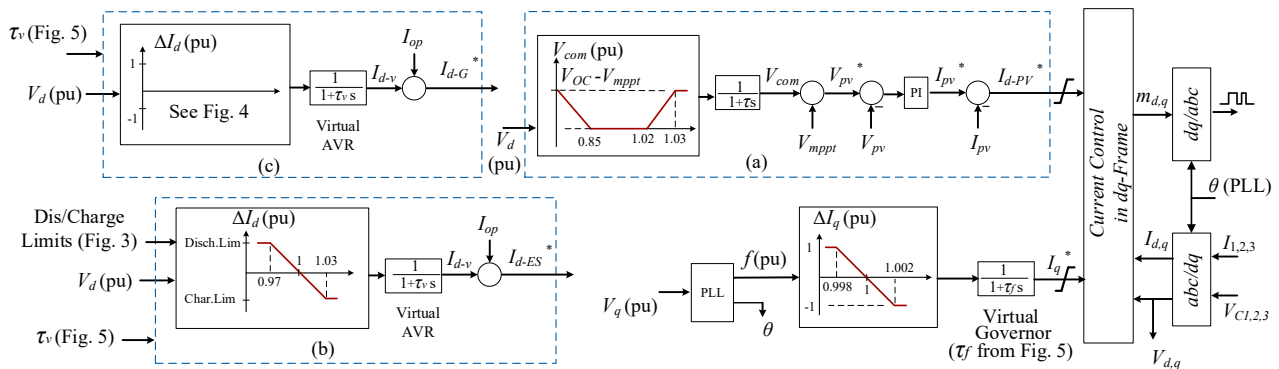 τv (Fig. 5)
Vd (pu)
ΔId (pu)
1
-1
See Fig. 4
1
1+τv s
Virtual
AVR
Id-v
Iop
Id-G*
(c)
Vd
(pu)
Vcom (pu)
VOC -Vmppt
0.85
1.02
1.03
1
1+τs
Vcom
Vmppt
Vpv*
−
Vpv
PI
Ipv*
−
Ipv
Id-PV*
(a)
Dis/Charge
Limits (Fig. 3)
Vd (pu)
τv (Fig. 5)
ΔId (pu)
Disch.Lim
Char.Lim
0.97
1
1.03
1
1+τv s
Virtual
AVR
Id-v
Iop
Id-ES*
(b)
Vq (pu)
PLL
f (pu)
θ
ΔIq (pu)
1
-1
0.998
1
1.002
1
1+τf s
Iq*
Virtual
Governor
(τf from Fig. 5)
Current Control
in dq-Frame
md,q
dq/abc
θ (PLL)
Id,q
abc/dq
I1,2,3
VC1,2,3
Vd,q